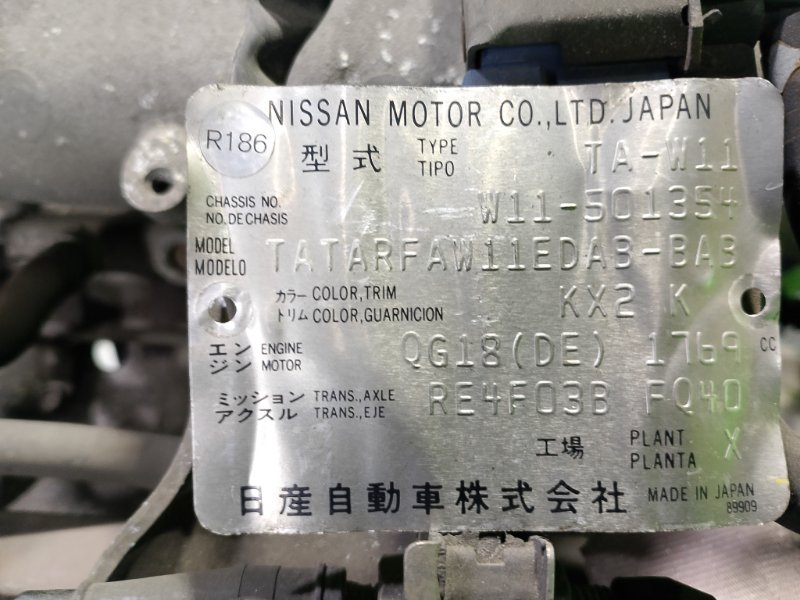 NISSAN MOTOR CO.,LTD. JAPAN
R186
型式 TYPE TIPO TA-W11
CHASSIS NO. NO. DE CHASIS W11-501354
MODEL MODELO TATARFAW11EDAB-BAB
カラー COLOR,TRIM KX2 K
トリム COLOR,GUARNICION
エンジン ENGINE MOTOR QG18(DE) 1769 CC
ミッション TRANS.,AXLE RE4F03B FQ40
アクスル TRANS.,EJE
工場 PLANT PLANTA X
日産自動車株式会社 MADE IN JAPAN
89909